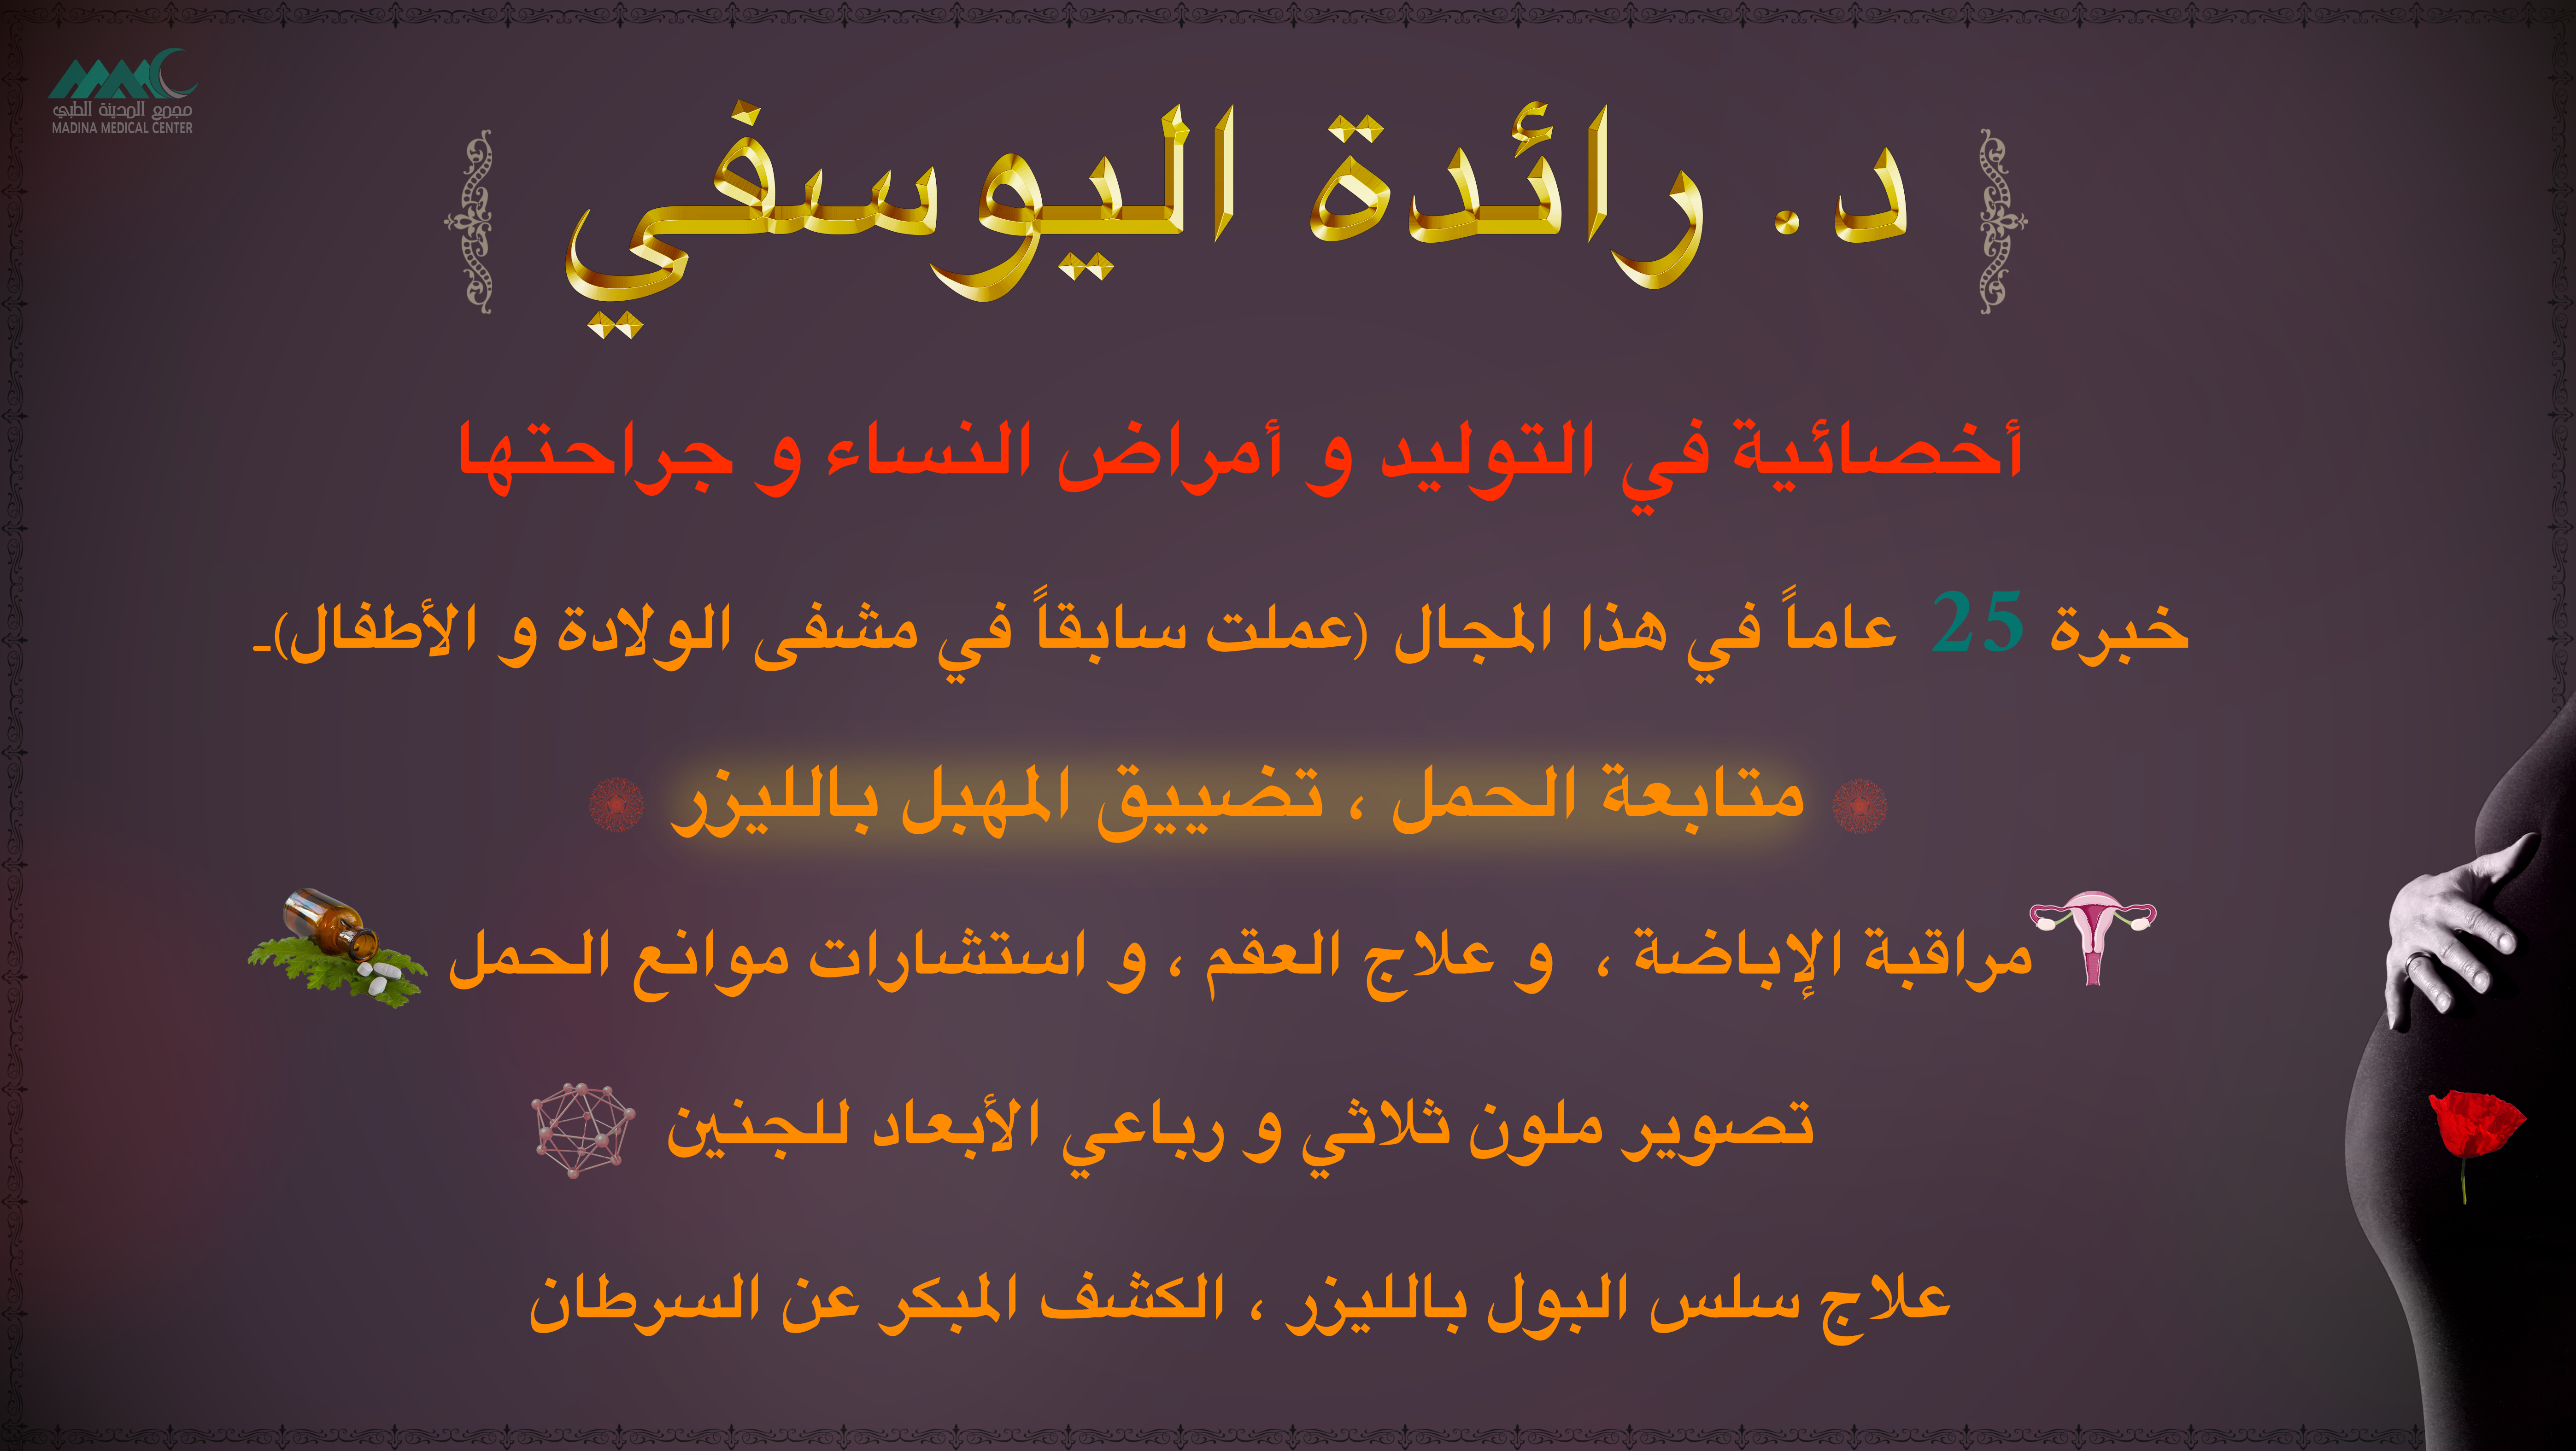 مجمع المدينة الطبي
MADINA MEDICAL CENTER
د. رائدة اليوسفي
أخصائية في التوليد و أمراض النساء و جراحتها
خبرة 25 عاماً في هذا المجال (عملت سابقاً في مشفى الولادة و الأطفال)ـ
متابعة الحمل ، تضييق المهبل بالليزر
مراقبة الإباضة ، و علاج العقم ، و استشارات موانع الحمل
تصوير ملون ثلاثي و رباعي الأبعاد للجنين
علاج سلس البول بالليزر ، الكشف المبكر عن السرطان